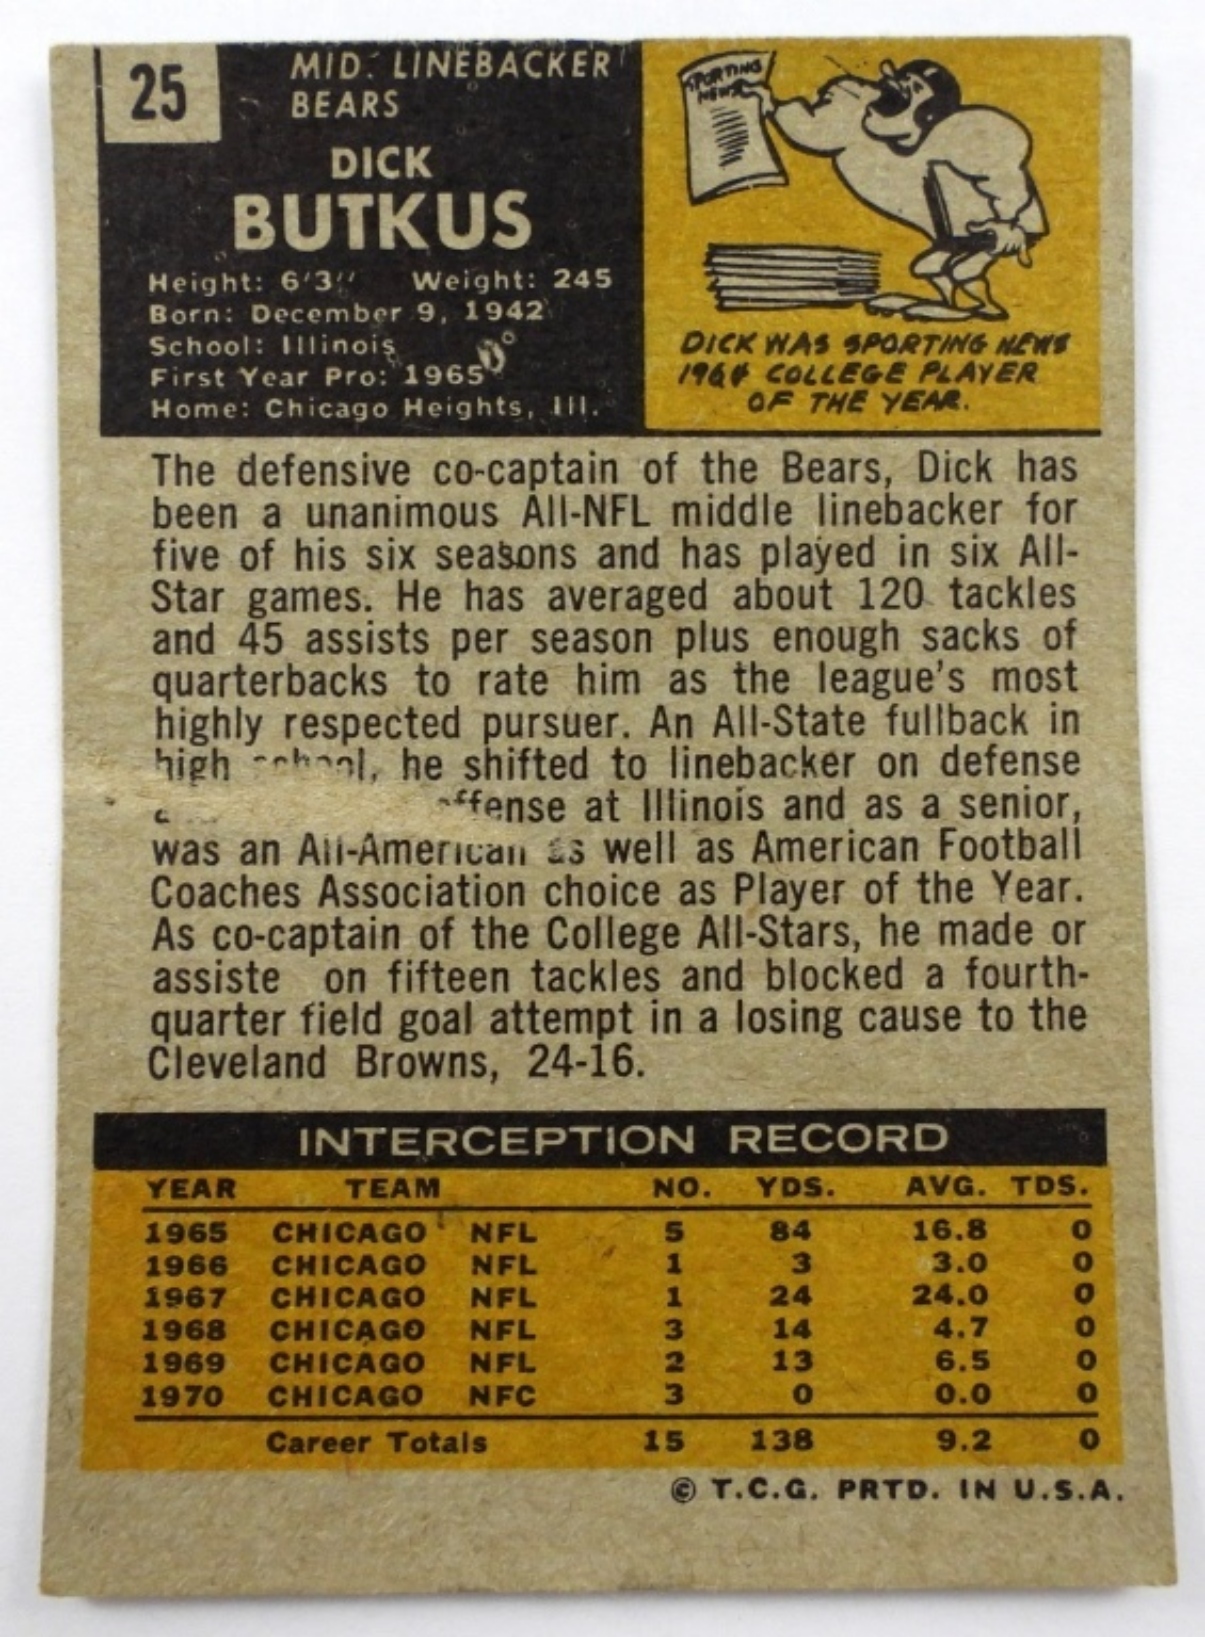 25
MID. LINEBACKER
BEARS
DICK
BUTKUS
Height: 6'3" Weight: 245
Born: December 9, 1942
School: Illinois
First Year Pro: 1965
Home: Chicago Heights, Ill.
SPORTING
NEWS
DICK WAS SPORTING NEWS
1964 COLLEGE PLAYER
OF THE YEAR.
The defensive co-captain of the Bears, Dick has
been a unanimous All-NFL middle linebacker for
five of his six seasons and has played in six All-
Star games. He has averaged about 120 tackles
and 45 assists per season plus enough sacks of
quarterbacks to rate him as the league's most
highly respected pursuer. An All-State fullback in
high school, he shifted to linebacker on defense
offense at Illinois and as a senior,
was an All-American as well as American Football
Coaches Association choice as Player of the Year.
As co-captain of the College All-Stars, he made or
assiste on fifteen tackles and blocked a fourth-
quarter field goal attempt in a losing cause to the
Cleveland Browns, 24-16.
INTERCEPTION RECORD
YEAR TEAM NO. YDS. AVG. TDS.
1965 CHICAGO NFL 5 84 16.8 0
1966 CHICAGO NFL 1 3 3.0 0
1967 CHICAGO NFL 1 24 24.0 0
1968 CHICAGO NFL 3 14 4.7 0
1969 CHICAGO NFL 2 13 6.5 0
1970 CHICAGO NFC 3 0 0.0 0
Career Totals 15 138 9.2 0
© T.C.G. PRTD. IN U.S.A.